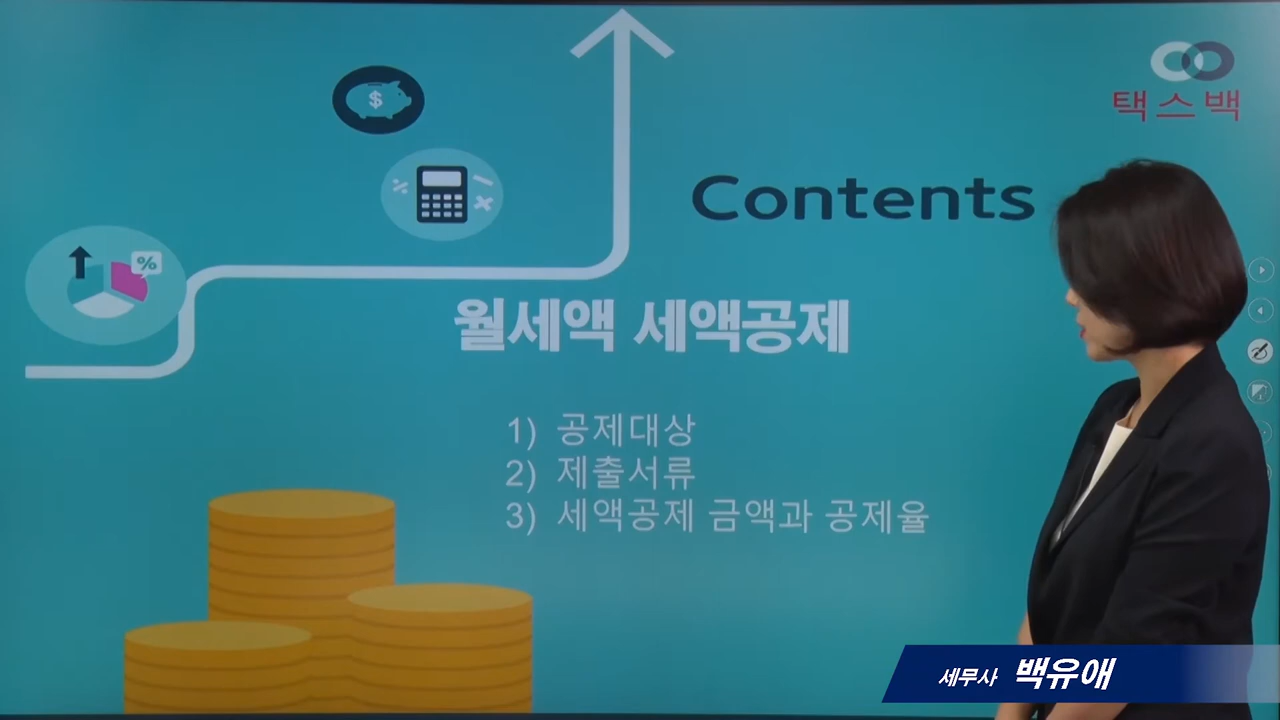 택스백
Contents
월세액 세액공제
1) 공제대상
2) 제출서류
3) 세액공제 금액과 공제율
세무사 백유애